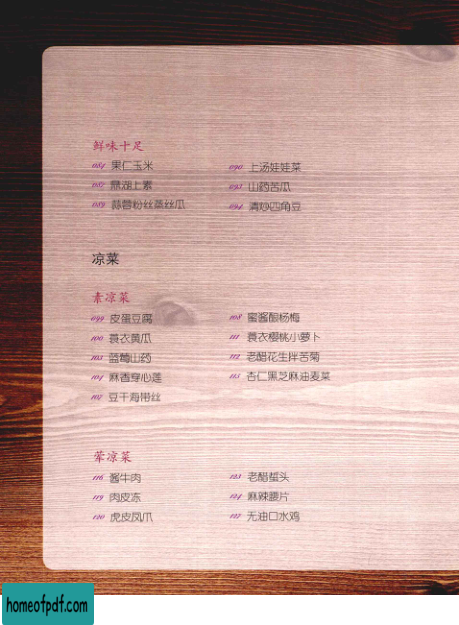 鲜味十足
084 果仁玉米
087 鼎湖上素
089 蒜蓉粉丝蒸丝瓜
090 上汤娃娃菜
093 山药苦瓜
094 清炒四角豆
凉菜
素凉菜
099 皮蛋豆腐
100 蓑衣黄瓜
103 蓝莓山药
104 麻香穿心莲
107 豆干海带丝
108 蜜酱酿杨梅
111 蓑衣樱桃小萝卜
112 老醋花生拌苦菊
115 杏仁黑芝麻油麦菜
荤凉菜
116 酱牛肉
119 肉皮冻
120 虎皮凤爪
123 老醋蜇头
124 麻辣腰片
127 无油口水鸡
homeofpdf.com